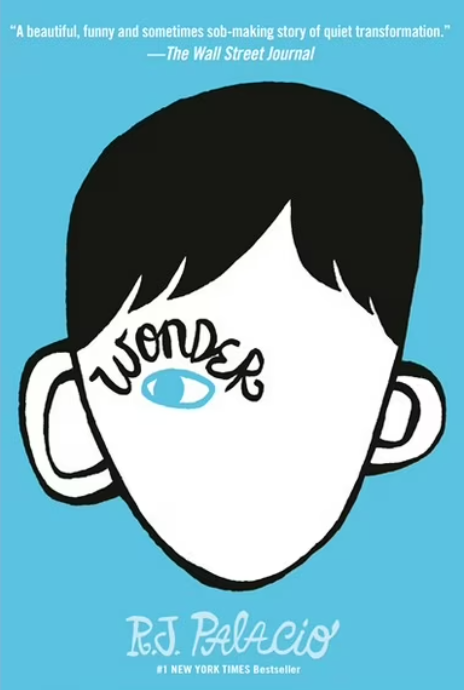 “A beautiful, funny and sometimes sob-making story of quiet transformation.”
—The Wall Street Journal
WONDER
R.J. PALACIO
#1 NEW YORK TIMES Bestseller